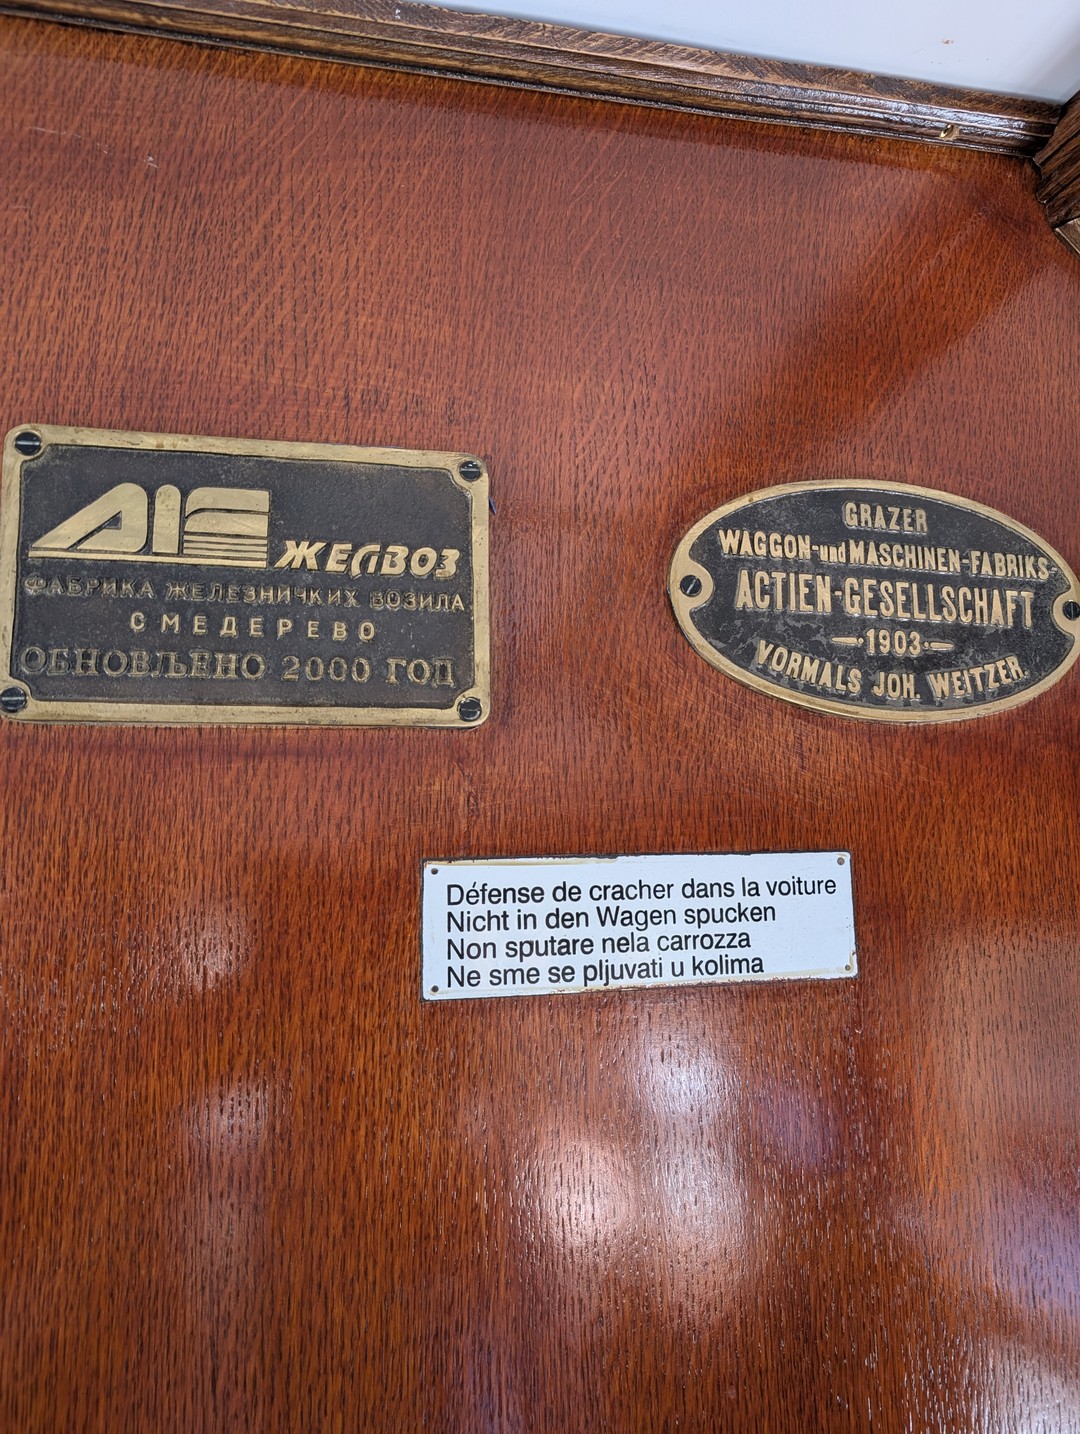 ЖЕЛВОЗ
ФАБРИКА ЖЕЛЕЗНИЧКИХ ВОЗИЛА
СМЕДЕРЕВО
ОБНОВЉЕНО 2000 ГОД
GRAZER
WAGGON-und MASCHINEN-FABRIKS-
ACTIEN-GESELLSCHAFT
—·1903·—
VORMALS JOH. WEITZER.
Défense de cracher dans la voiture
Nicht in den Wagen spucken
Non sputare nela carrozza
Ne sme se pljuvati u kolima